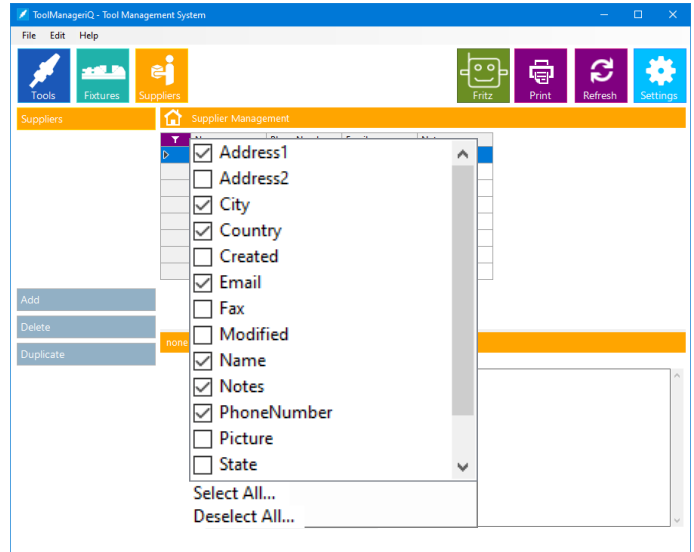 ToolManageriQ - Tool Management System
File Edit Help
Tools Fixtures Suppliers Fritz Print Refresh Settings
Suppliers
Supplier Management
Address1
Address2
City
Country
Created
Email
Fax
Modified
Name
Notes
PhoneNumber
Picture
State
Select All...
Deselect All...
Add
Delete
Duplicate
none